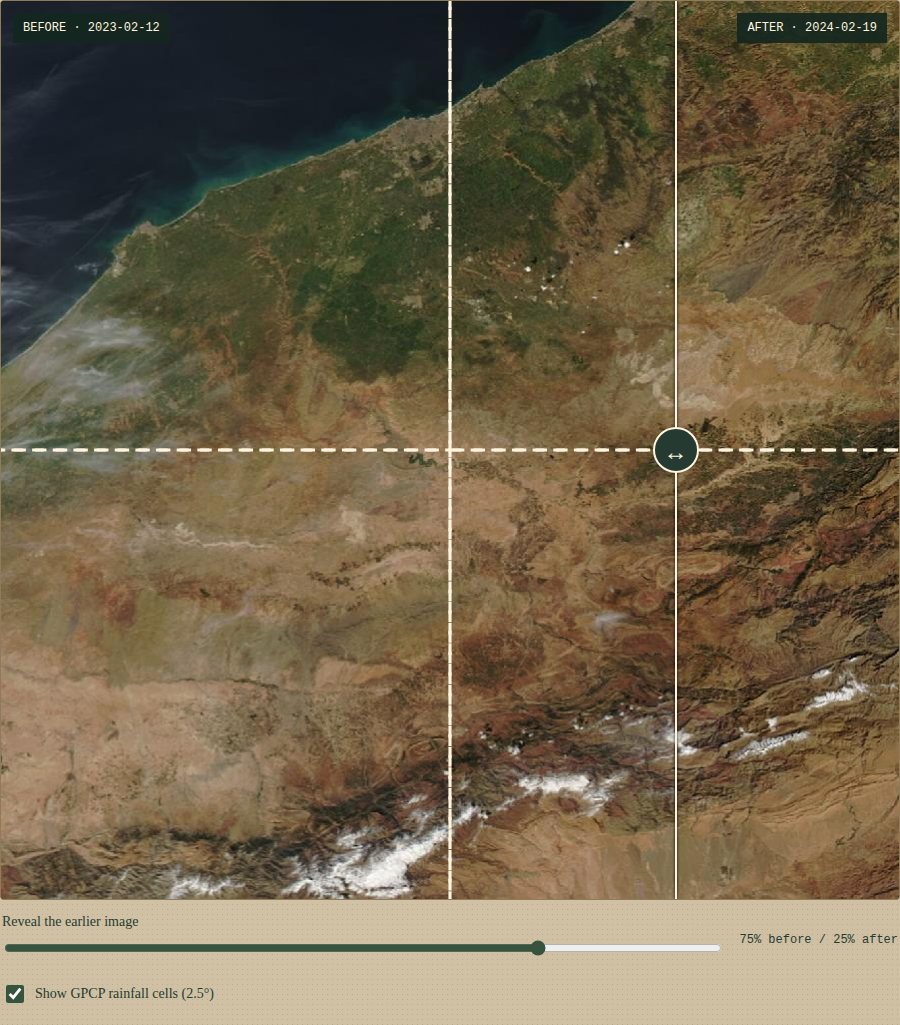 BEFORE · 2023-02-12
AFTER · 2024-02-19
Reveal the earlier image
75% before / 25% after
Show GPCP rainfall cells (2.5°)